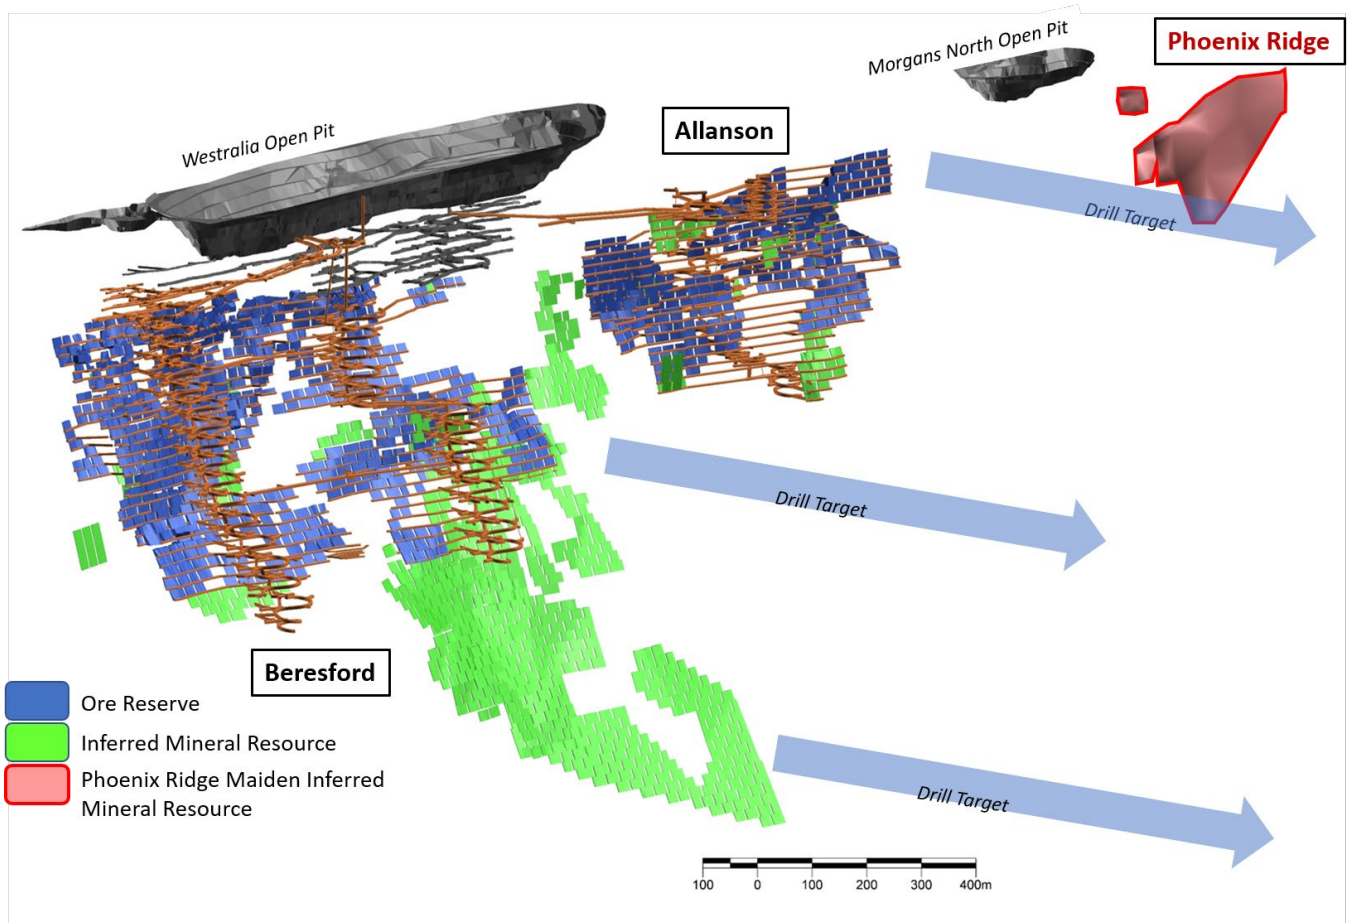 Morgans North Open Pit
Phoenix Ridge
Westralia Open Pit
Allanson
Drill Target
Drill Target
Beresford
Ore Reserve
Inferred Mineral Resource
Phoenix Ridge Maiden Inferred
Mineral Resource
Drill Target
100 0 100 200 300 400m